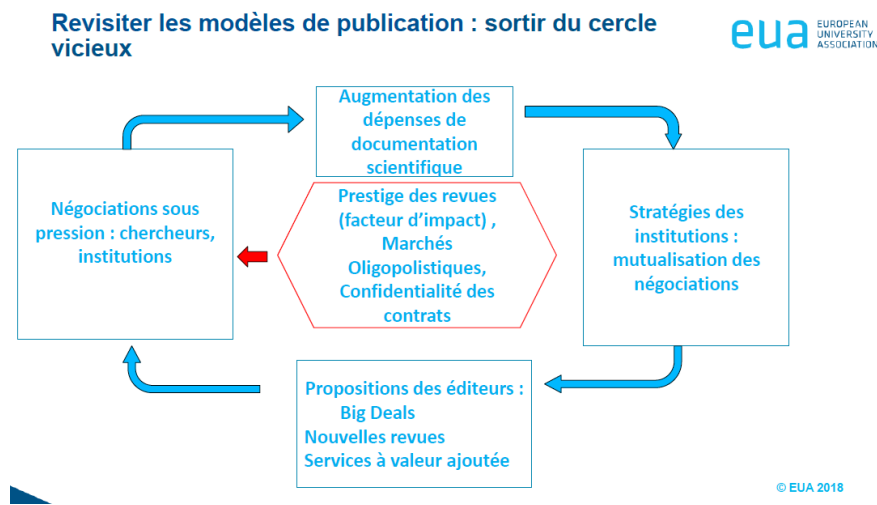 Revisiter les modèles de publication : sortir du cercle
vicieux
eua EUROPEAN
UNIVERSITY
ASSOCIATION
Augmentation des
dépenses de
documentation
scientifique
Négociations sous
pression : chercheurs,
institutions
Prestige des revues
(facteur d’impact) ,
Marchés
Oligopolistiques,
Confidentialité des
contrats
Stratégies des
institutions :
mutualisation des
négociations
Propositions des éditeurs :
Big Deals
Nouvelles revues
Services à valeur ajoutée
© EUA 2018